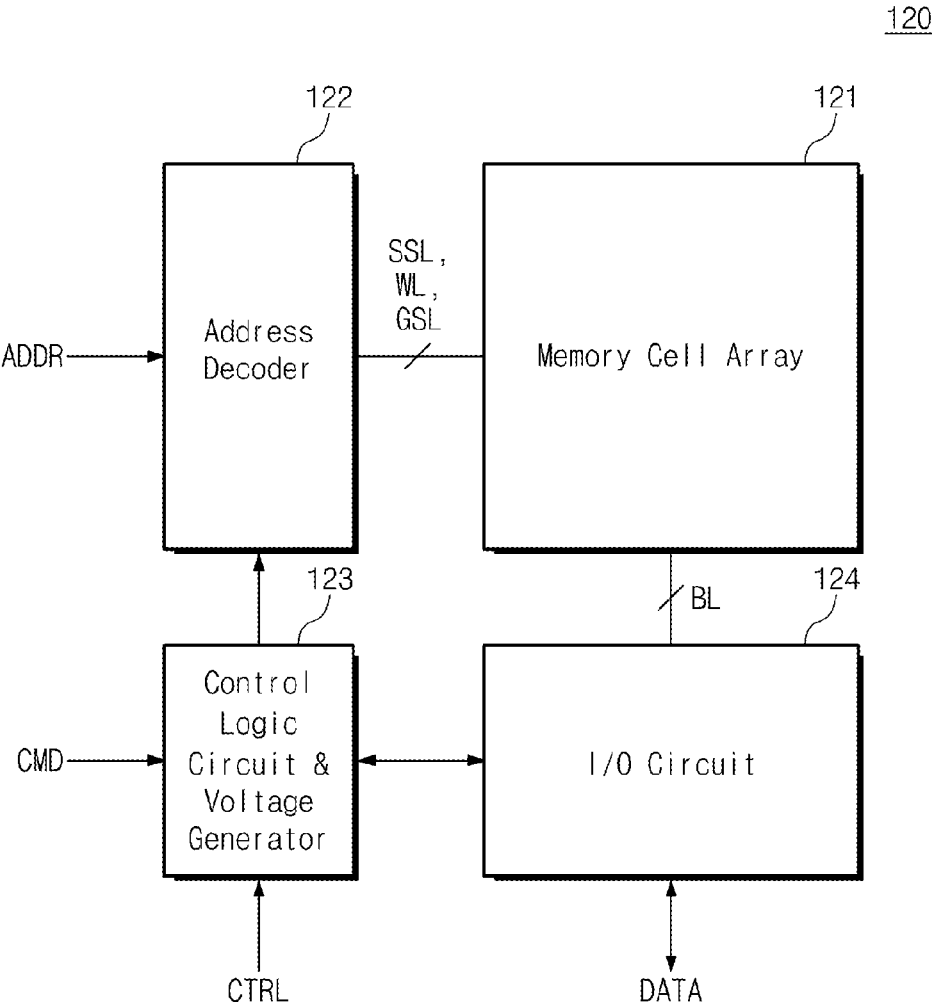 120
122
121
SSL,
WL,
GSL
ADDR
Address
Decoder
Memory Cell Array
123
BL
124
CMD
Control
Logic
Circuit &
Voltage
Generator
I/O Circuit
CTRL
DATA